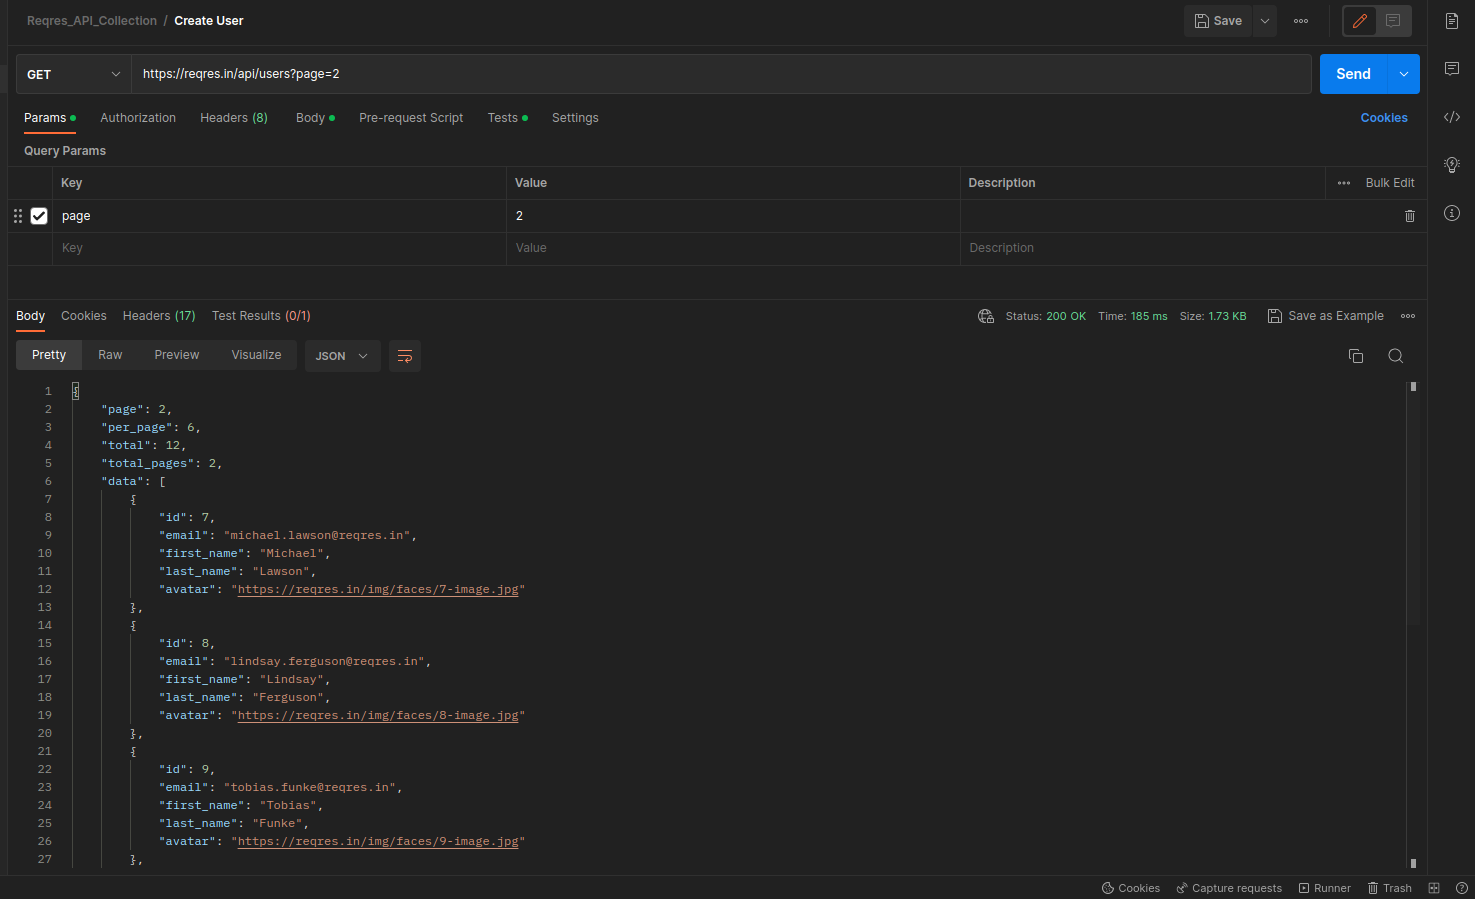 Reqres_API_Collection / Create User
Save
GET https://reqres.in/api/users?page=2 Send
Params Authorization Headers (8) Body Pre-request Script Tests Settings Cookies
Query Params
Key Value Description Bulk Edit
page 2
Key Value Description
Body Cookies Headers (17) Test Results (0/1) Status: 200 OK Time: 185 ms Size: 1.73 KB Save as Example
Pretty Raw Preview Visualize JSON
1 {
2 "page": 2,
3 "per_page": 6,
4 "total": 12,
5 "total_pages": 2,
6 "data": [
7 {
8 "id": 7,
9 "email": "michael.lawson@reqres.in",
10 "first_name": "Michael",
11 "last_name": "Lawson",
12 "avatar": "https://reqres.in/img/faces/7-image.jpg"
13 },
14 {
15 "id": 8,
16 "email": "lindsay.ferguson@reqres.in",
17 "first_name": "Lindsay",
18 "last_name": "Ferguson",
19 "avatar": "https://reqres.in/img/faces/8-image.jpg"
20 },
21 {
22 "id": 9,
23 "email": "tobias.funke@reqres.in",
24 "first_name": "Tobias",
25 "last_name": "Funke",
26 "avatar": "https://reqres.in/img/faces/9-image.jpg"
27 },
Cookies Capture requests Runner Trash